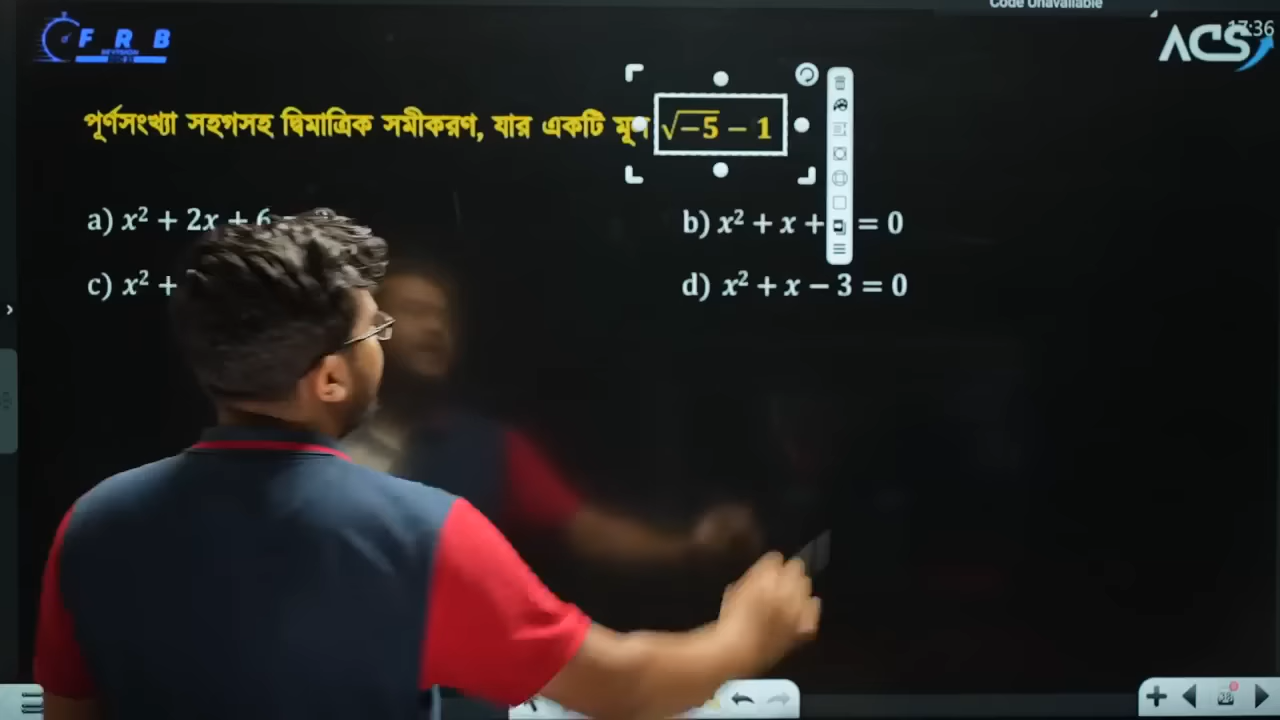 Code Unavailable
FRB
REVISION
ACS
17:36
পূর্ণসংখ্যা সহগসহ দ্বিমাত্রিক সমীকরণ, যার একটি মূল √−5 − 1
a) x² + 2x + 6
b) x² + x + = 0
c) x² +
d) x² + x − 3 = 0